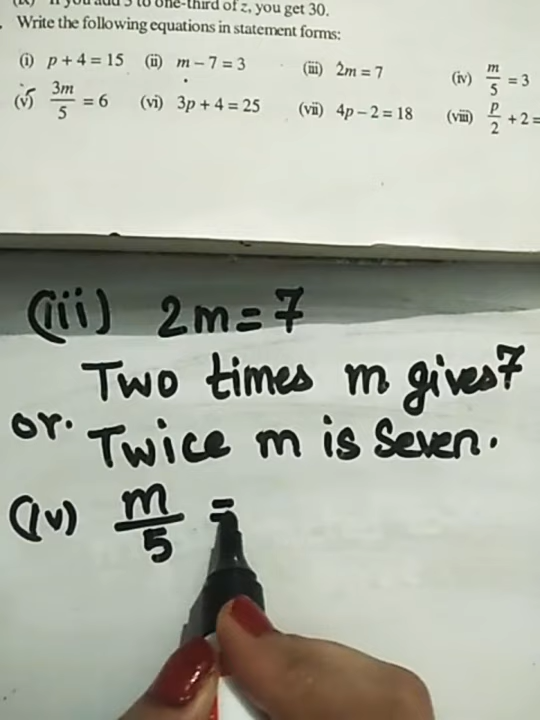 (ix) If you add 3 to one-third of z, you get 30.
Write the following equations in statement forms:
(i) p + 4 = 15 (ii) m − 7 = 3 (iii) 2m = 7 (iv) m/5 = 3
(v) 3m/5 = 6 (vi) 3p + 4 = 25 (vii) 4p − 2 = 18 (viii) p/2 + 2 =
(iii) 2m = 7
Two times m gives 7
or. Twice m is Seven.
(iv) m/5 =